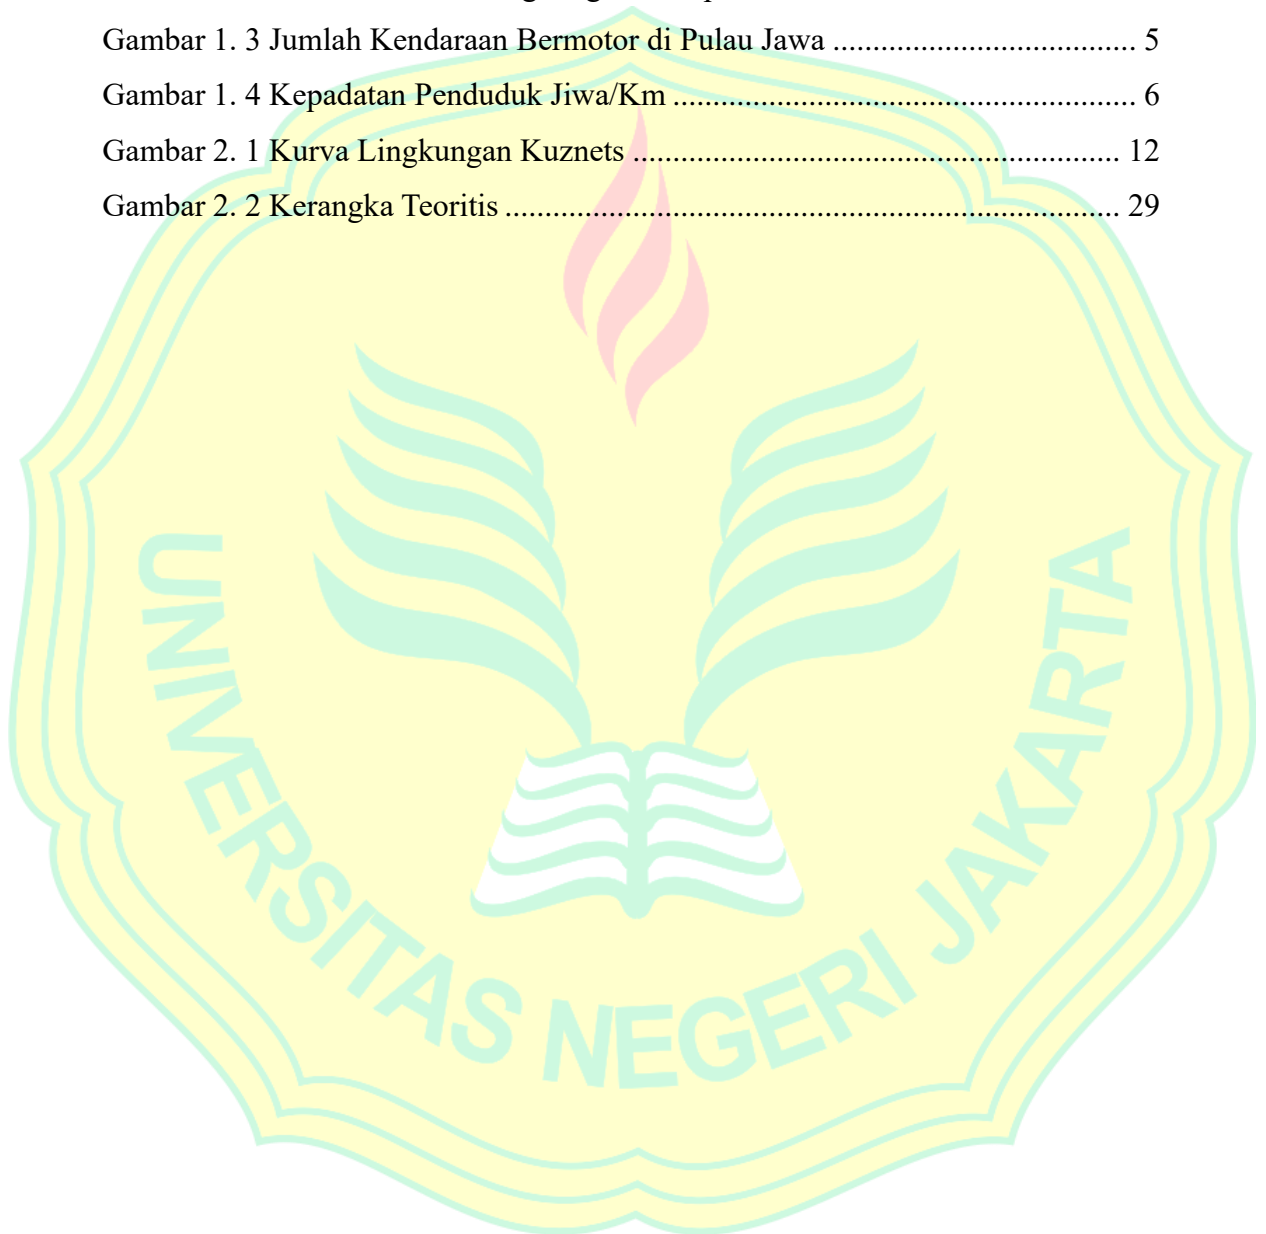 Gambar 1. 3 Jumlah Kendaraan Bermotor di Pulau Jawa ...................................... 5
Gambar 1. 4 Kepadatan Penduduk Jiwa/Km .......................................................... 6
Gambar 2. 1 Kurva Lingkungan Kuznets ............................................................. 12
Gambar 2. 2 Kerangka Teoritis ............................................................................. 29
UNIVERSITAS NEGERI JAKARTA